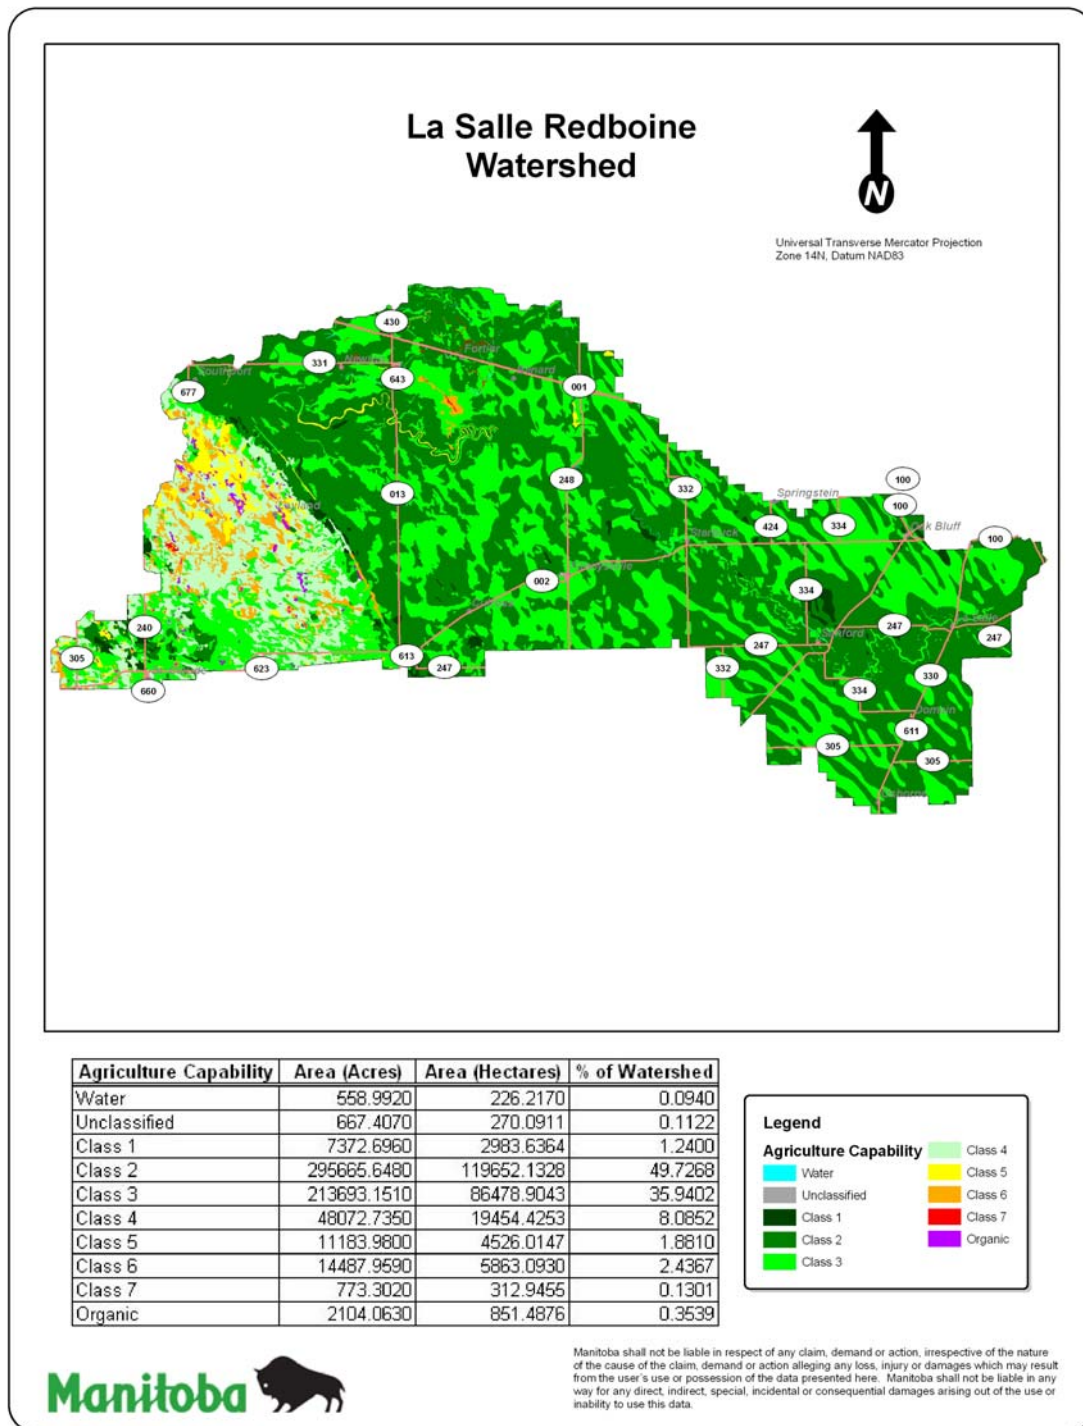 La Salle Redboine
Watershed
N
Universal Transverse Mercator Projection
Zone 14N, Datum NAD83
430
Fortier
331
643
Southport
677
001
013
248
332
Springstein
100
100
424
334
Oak Bluff
100
002
334
240
247
247
247
Sanford
305
613
623
247
332
330
660
334
Domain
611
305
305
Osborne
Agriculture Capability Area (Acres) Area (Hectares) % of Watershed
Water 558.9920 226.2170 0.0940
Unclassified 667.4070 270.0911 0.1122
Class 1 7372.6960 2983.6364 1.2400
Class 2 295665.6480 119652.1328 49.7268
Class 3 213693.1510 86478.9043 35.9402
Class 4 48072.7350 19454.4253 8.0852
Class 5 11183.9800 4526.0147 1.8810
Class 6 14487.9590 5863.0930 2.4367
Class 7 773.3020 312.9455 0.1301
Organic 2104.0630 851.4876 0.3539
Legend
Agriculture Capability
Water
Unclassified
Class 1
Class 2
Class 3
Class 4
Class 5
Class 6
Class 7
Organic
Manitoba
Manitoba shall not be liable in respect of any claim, demand or action, irrespective of the nature
of the cause of the claim, demand or action alleging any loss, injury or damages which may result
from the user's use or possession of the data presented here. Manitoba shall not be liable in any
way for any direct, indirect, special, incidental or consequential damages arising out of the use or
inability to use this data.